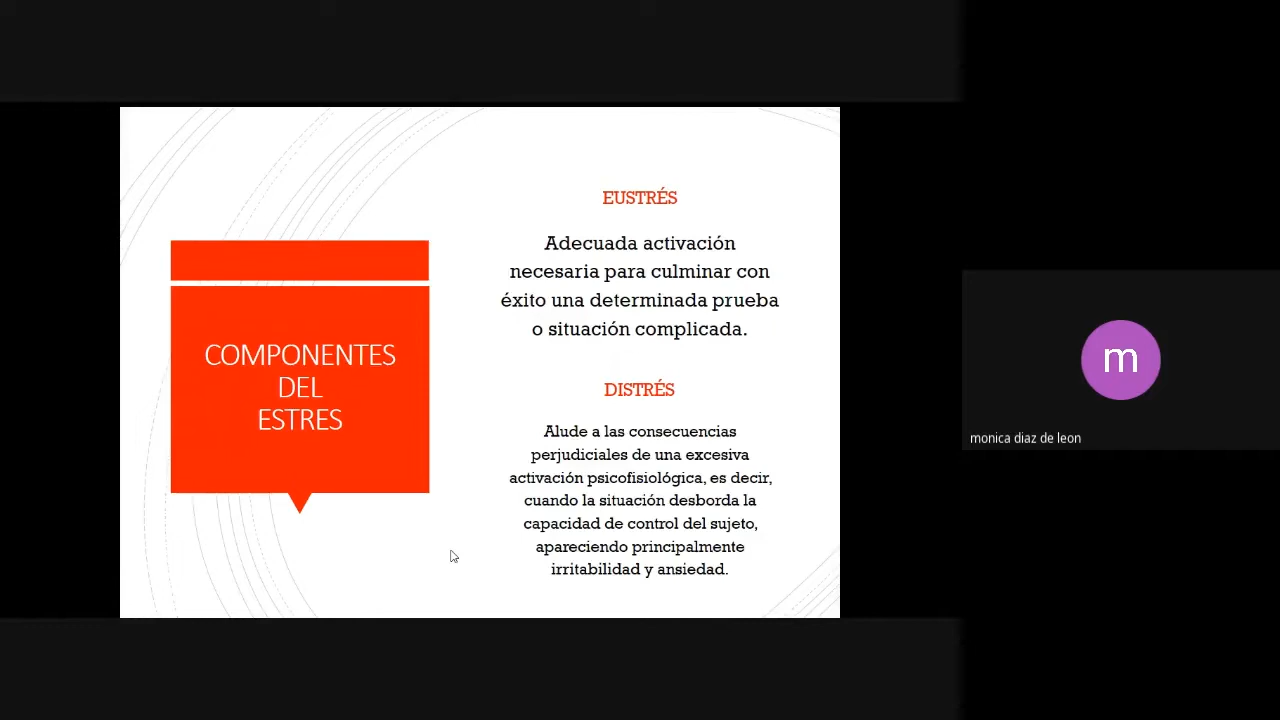 COMPONENTES
DEL
ESTRES
EUSTRÉS
Adecuada activación
necesaria para culminar con
éxito una determinada prueba
o situación complicada.
DISTRÉS
Alude a las consecuencias
perjudiciales de una excesiva
activación psicofisiológica, es decir,
cuando la situación desborda la
capacidad de control del sujeto,
apareciendo principalmente
irritabilidad y ansiedad.
m
monica diaz de leon